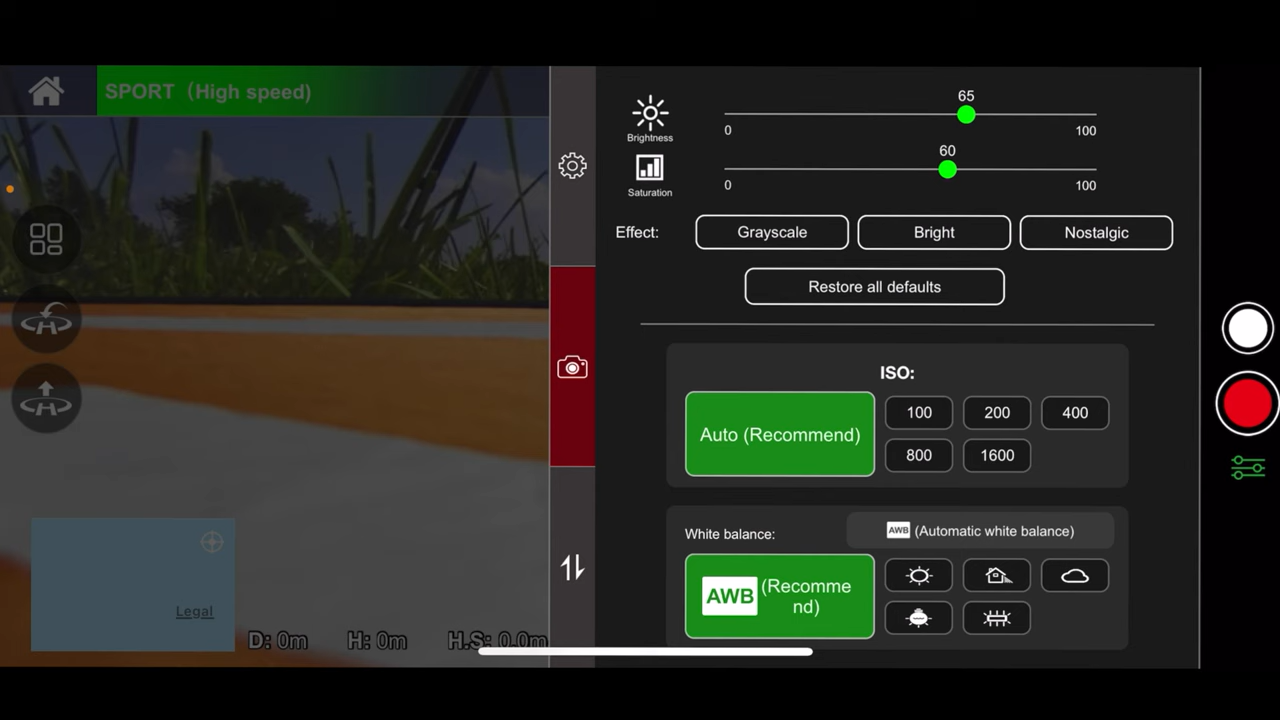 SPORT (High speed)
65
Brightness
0
100
60
Saturation
0
100
Effect:
Grayscale
Bright
Nostalgic
Restore all defaults
ISO:
Auto (Recommend)
100
200
400
800
1600
White balance:
AWB (Automatic white balance)
AWB
(Recomme
nd)
Legal
D: 0m
H: 0m
H.S: 0.0m